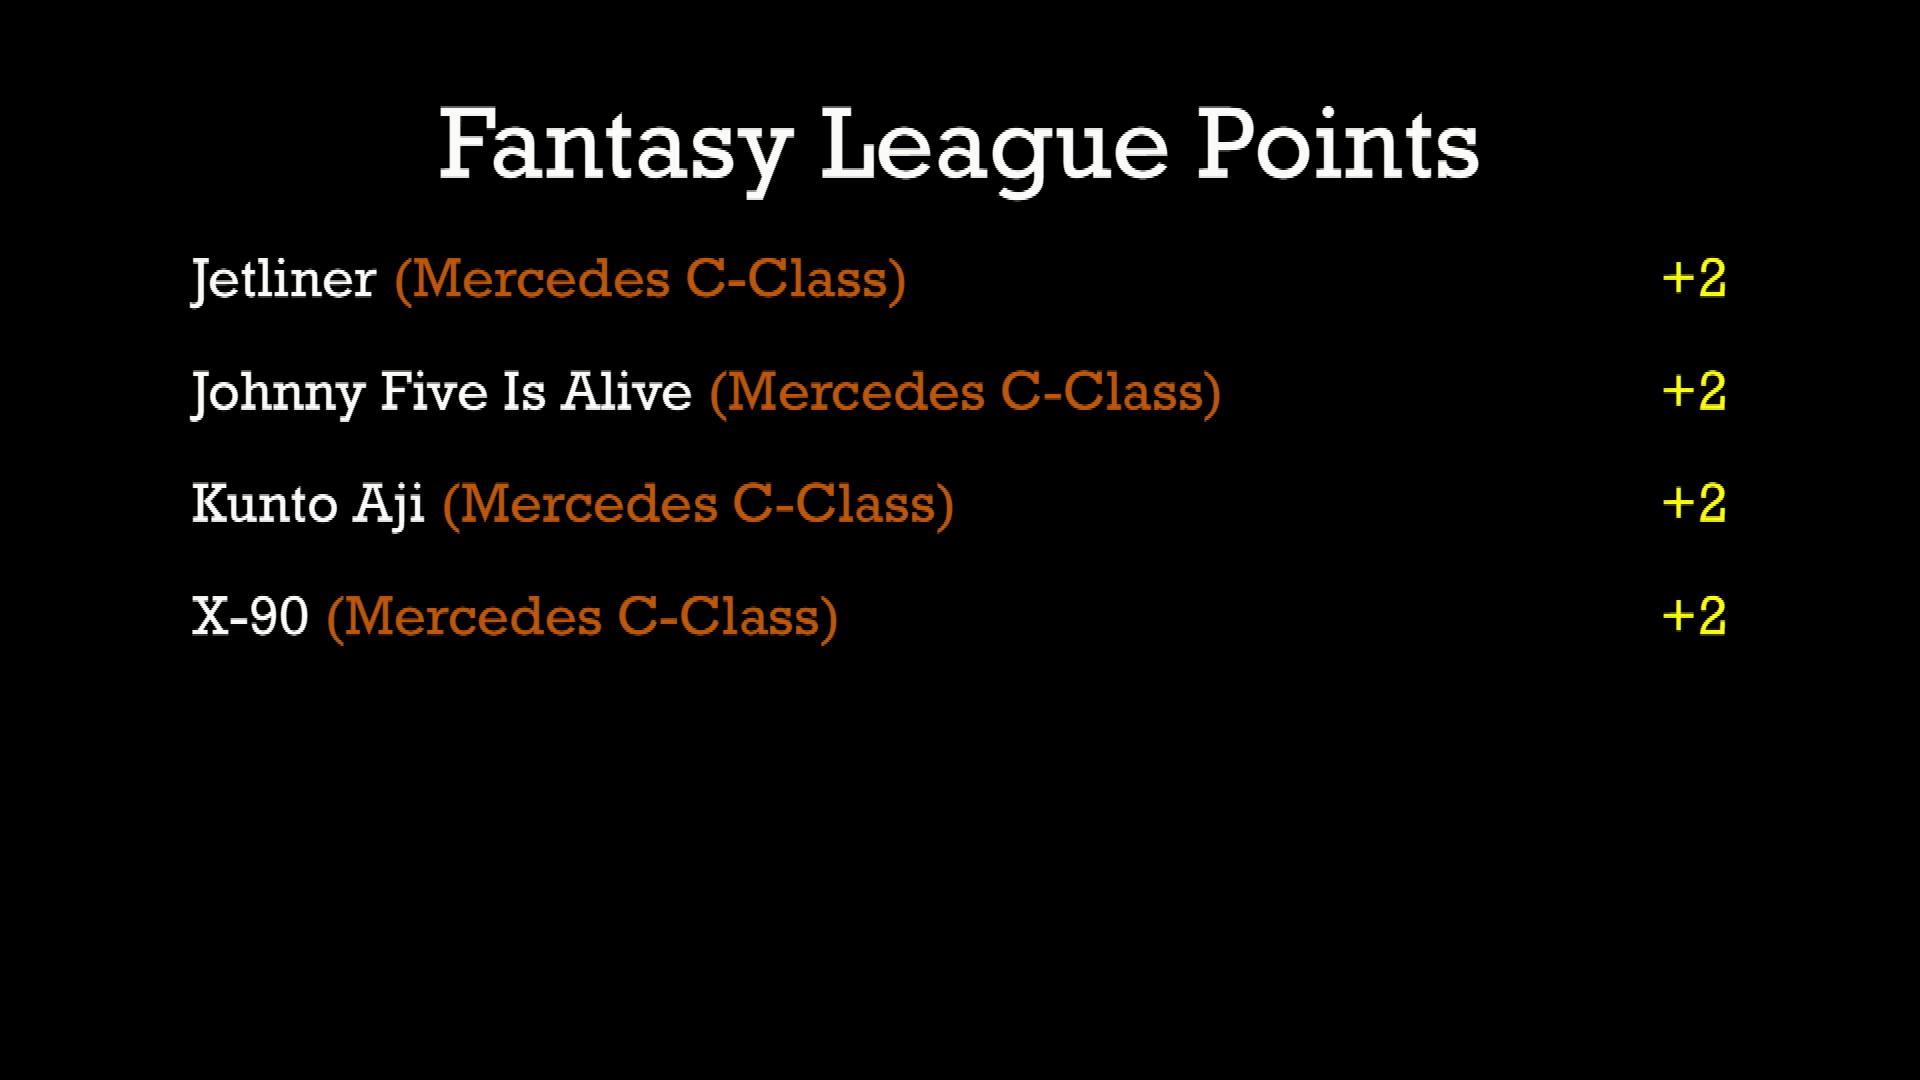 Fantasy League Points
Jetliner (Mercedes C-Class) +2
Johnny Five Is Alive (Mercedes C-Class) +2
Kunto Aji (Mercedes C-Class) +2
X-90 (Mercedes C-Class) +2